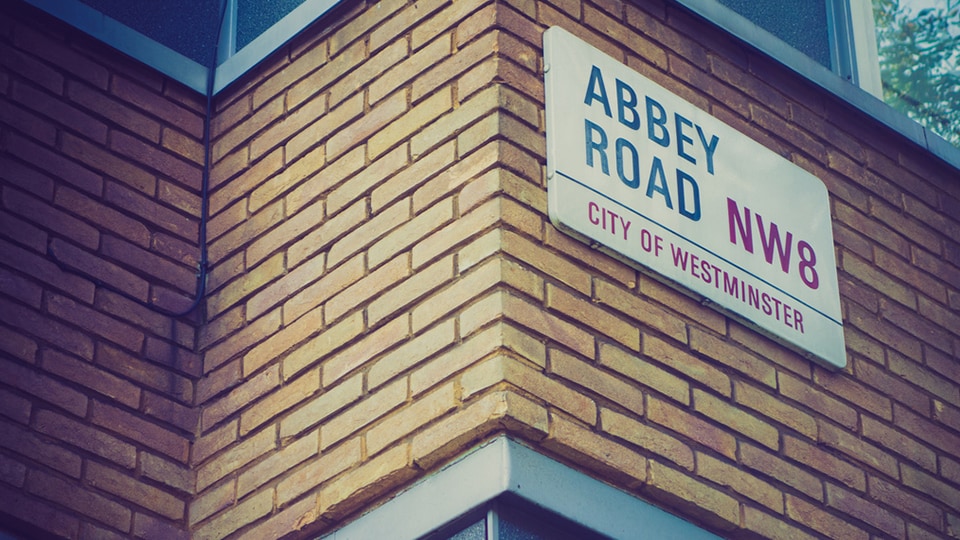 ABBEY
ROAD NW8
CITY OF WESTMINSTER